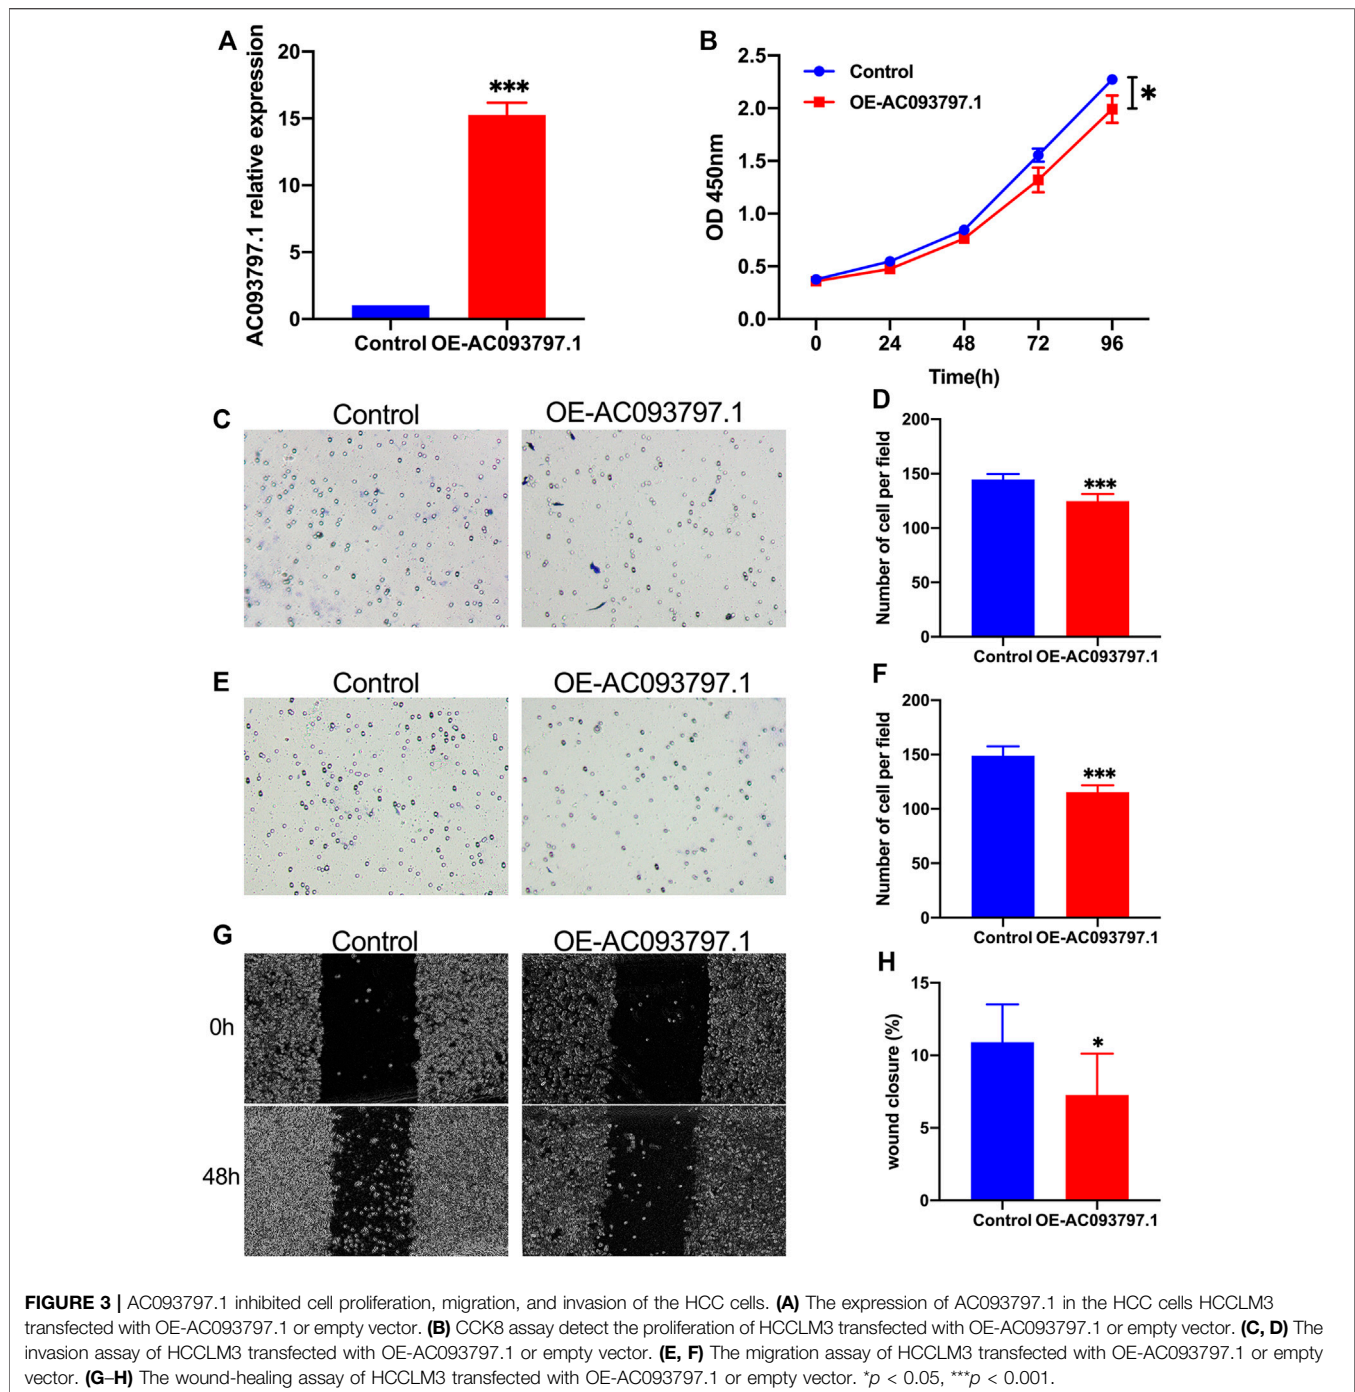 A
AC093797.1 relative expression
20
15
10
5
0
***
Control OE-AC093797.1
B
OD 450nm
2.5
2.0
1.5
1.0
0.5
0.0
Control
OE-AC093797.1
*
0 24 48 72 96
Time(h)
C
Control OE-AC093797.1
D
Number of cell per field
200
150
100
50
0
***
Control OE-AC093797.1
E
Control OE-AC093797.1
F
Number of cell per field
200
150
100
50
0
***
Control OE-AC093797.1
G
Control OE-AC093797.1
0h
48h
H
wound closure (%)
15
10
5
0
*
Control OE-AC093797.1
FIGURE 3 | AC093797.1 inhibited cell proliferation, migration, and invasion of the HCC cells. (A) The expression of AC093797.1 in the HCC cells HCCLM3
transfected with OE-AC093797.1 or empty vector. (B) CCK8 assay detect the proliferation of HCCLM3 transfected with OE-AC093797.1 or empty vector. (C, D) The
invasion assay of HCCLM3 transfected with OE-AC093797.1 or empty vector. (E, F) The migration assay of HCCLM3 transfected with OE-AC093797.1 or empty
vector. (G–H) The wound-healing assay of HCCLM3 transfected with OE-AC093797.1 or empty vector. *p < 0.05, ***p < 0.001.